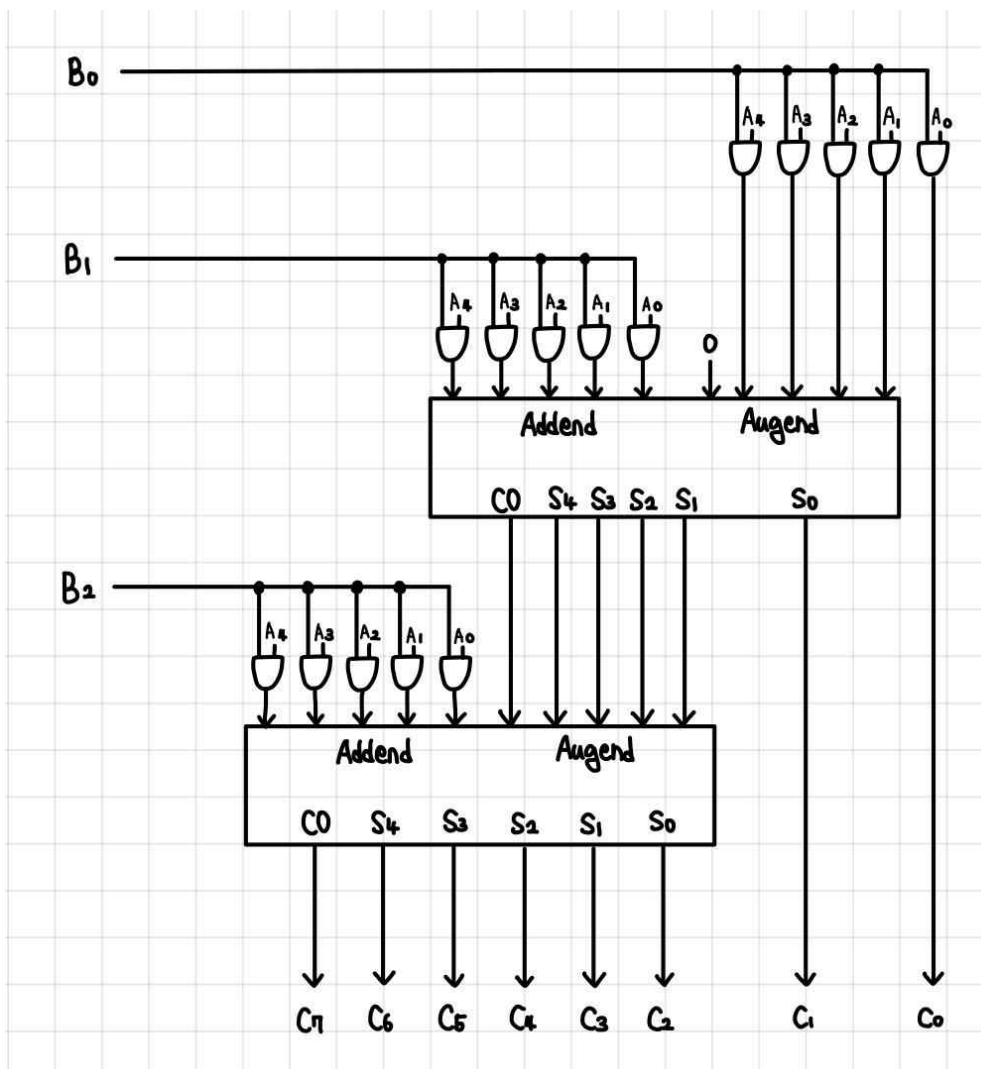 B0
A4 A3 A2 A1 A0
B1
A4 A3 A2 A1 A0
0
Addend Augend
CO S4 S3 S2 S1 S0
B2
A4 A3 A2 A1 A0
Addend Augend
CO S4 S3 S2 S1 S0
C7 C6 C5 C4 C3 C2 C1 C0